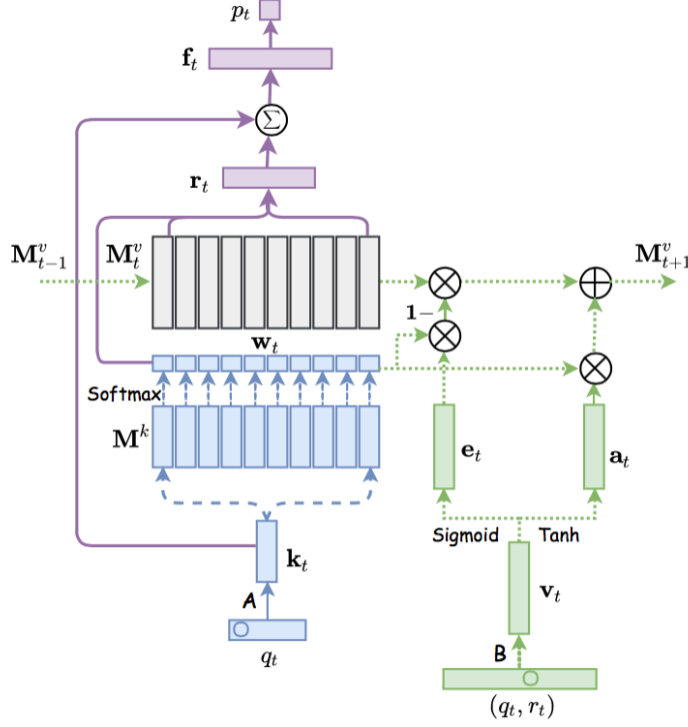 p_t
f_t
Σ
r_t
M^v_{t-1}
M^v_t
M^v_{t+1}
1-
w_t
Softmax
M^k
e_t
a_t
Sigmoid
Tanh
k_t
v_t
A
B
q_t
(q_t, r_t)